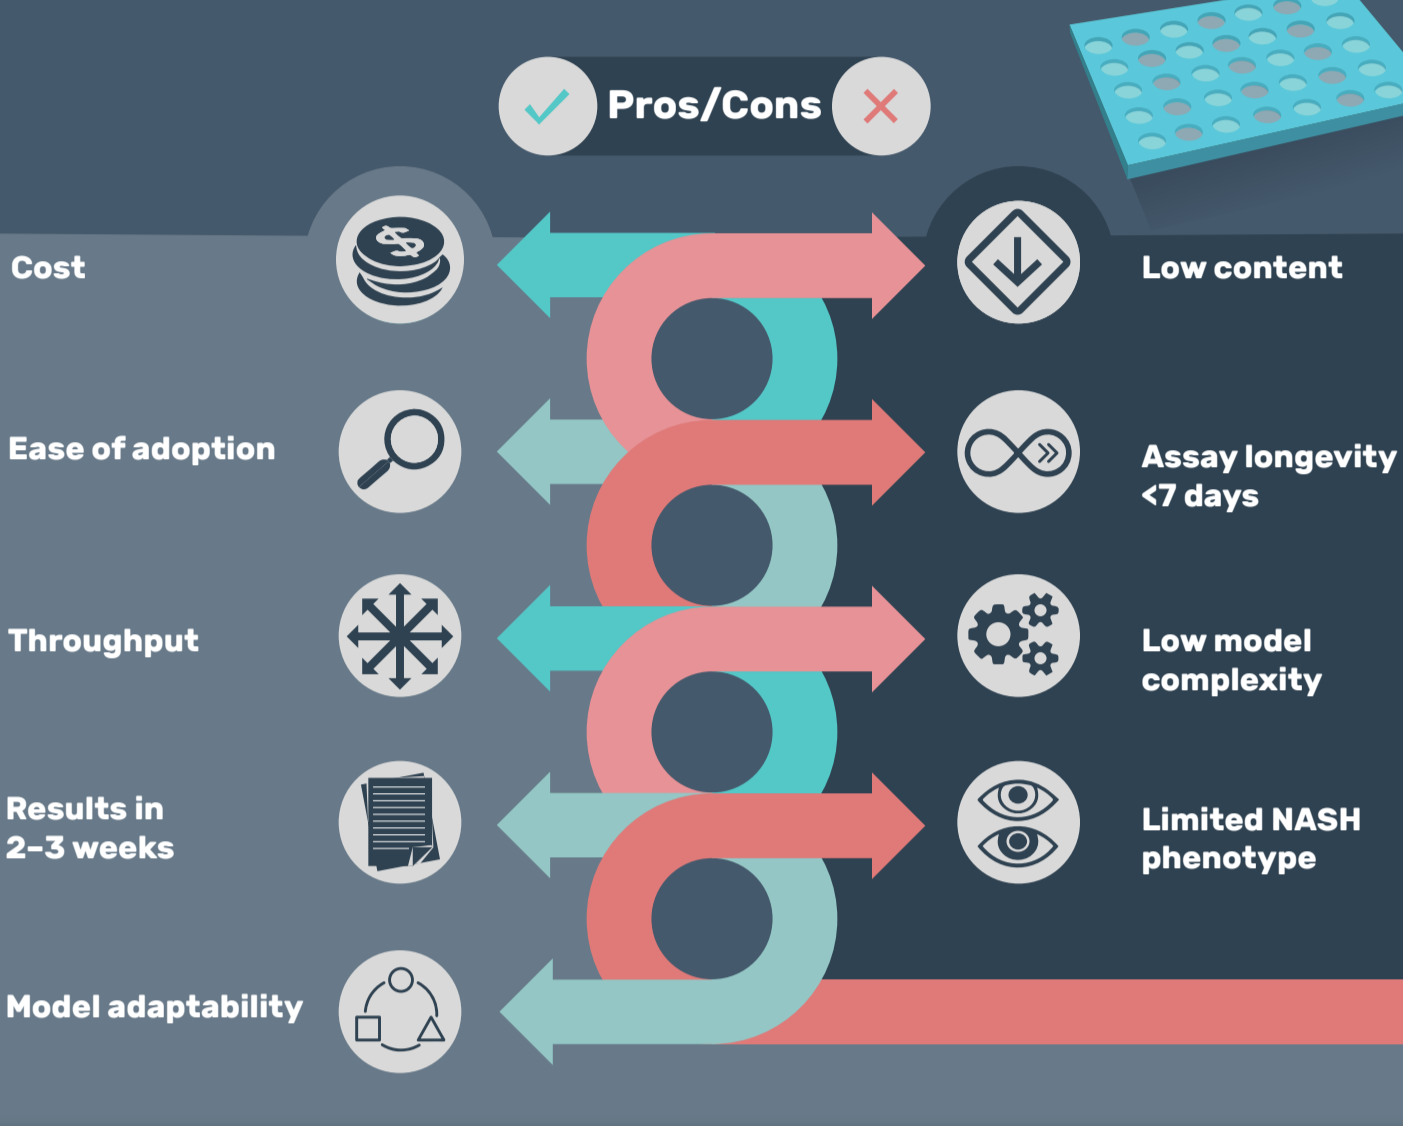 Pros/Cons
Cost
Low content
Ease of adoption
Assay longevity
<7 days
Throughput
Low model
complexity
Results in
2–3 weeks
Limited NASH
phenotype
Model adaptability